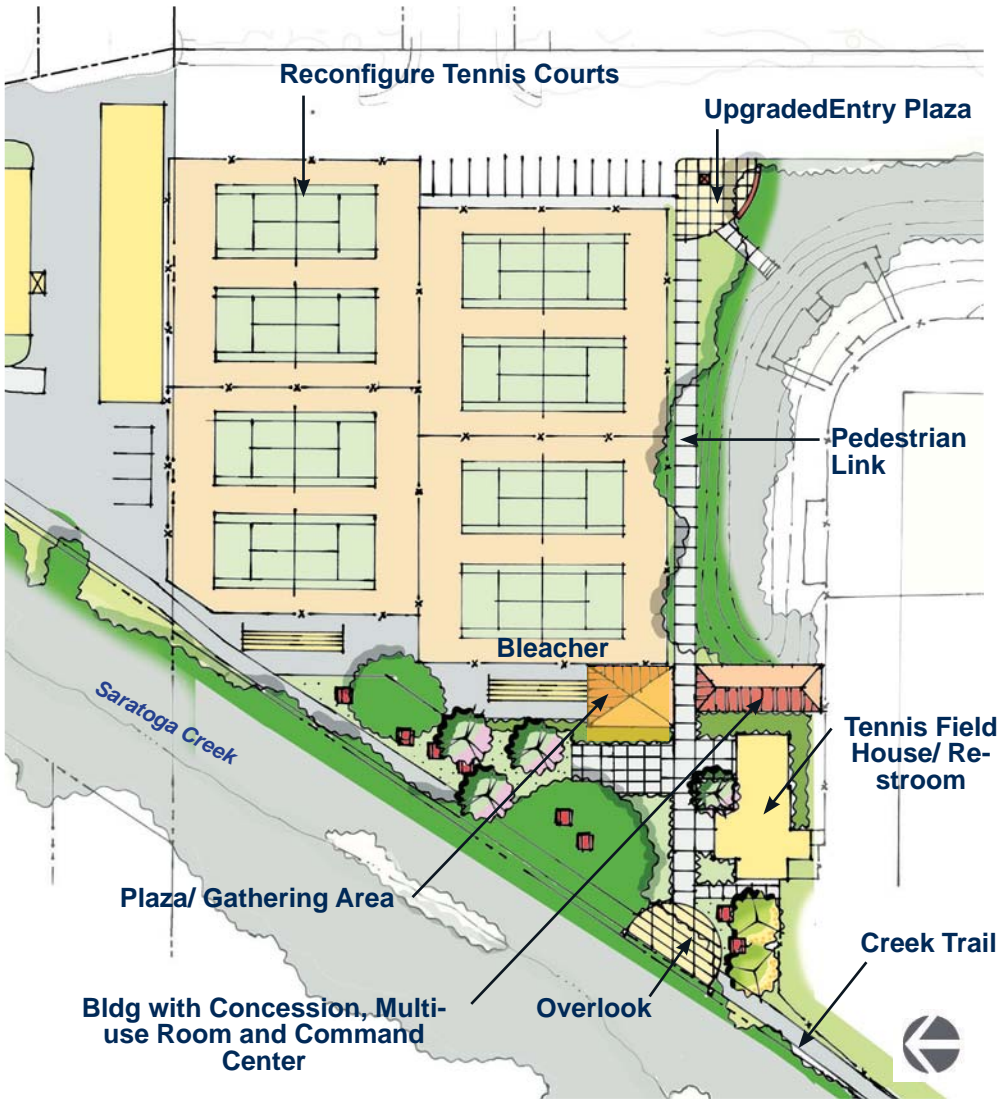 Reconfigure Tennis Courts
UpgradedEntry Plaza
Pedestrian
Link
Bleacher
Saratoga Creek
Tennis Field
House/ Re-
stroom
Plaza/ Gathering Area
Creek Trail
Bldg with Concession, Multi-
use Room and Command
Center
Overlook